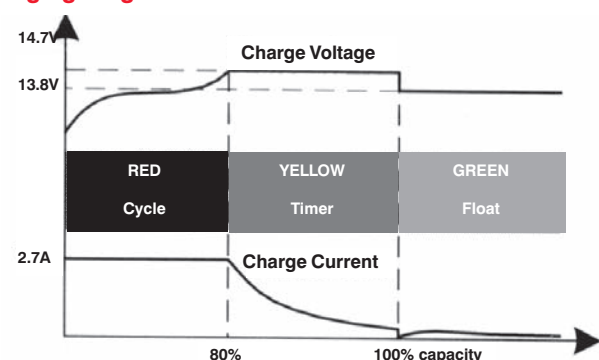 14.7V
Charge Voltage
13.8V
RED YELLOW GREEN
Cycle Timer Float
2.7A
Charge Current
80% 100% capacity